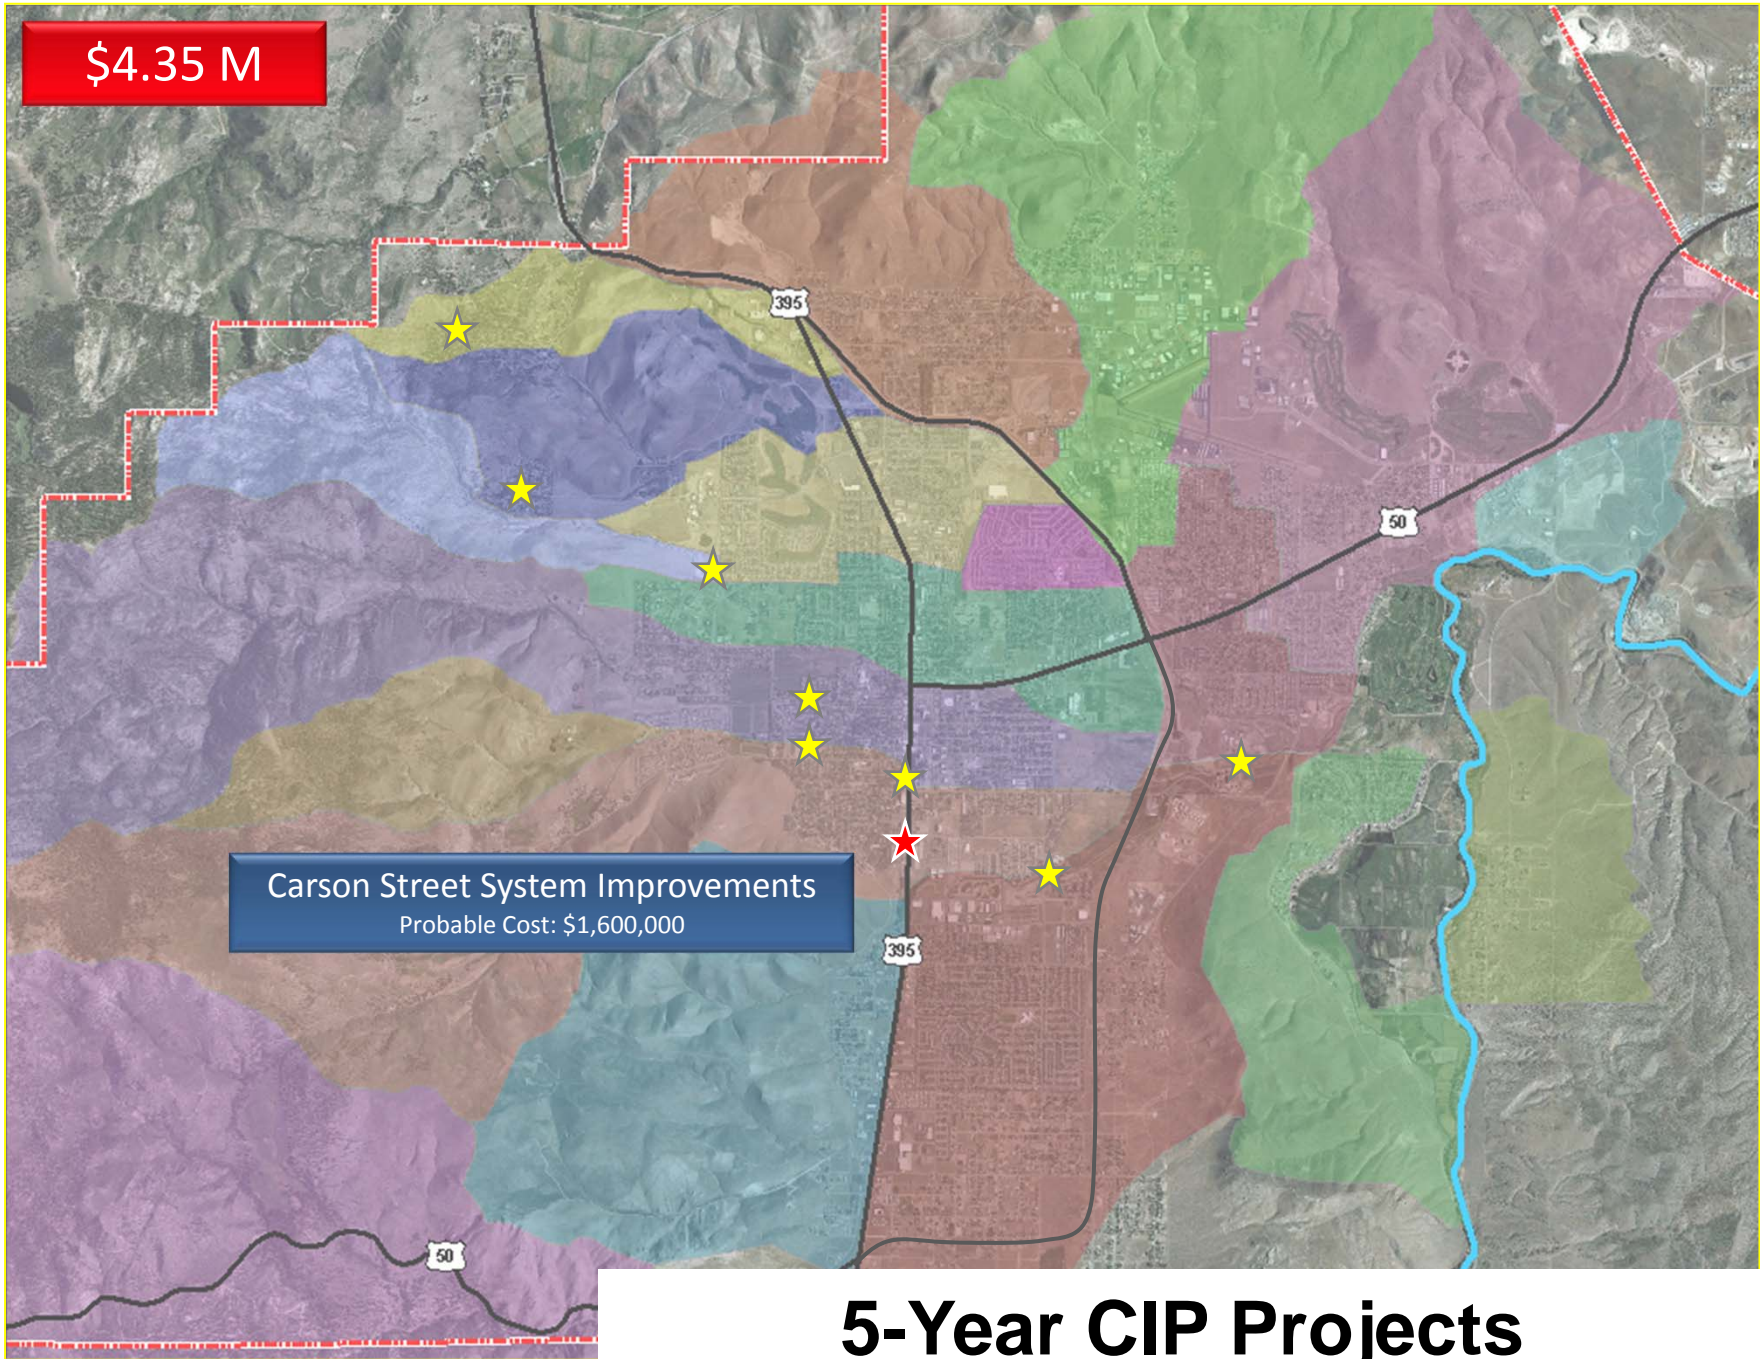 $4.35 M
395
50
Carson Street System Improvements
Probable Cost: $1,600,000
395
50
5-Year CIP Projects